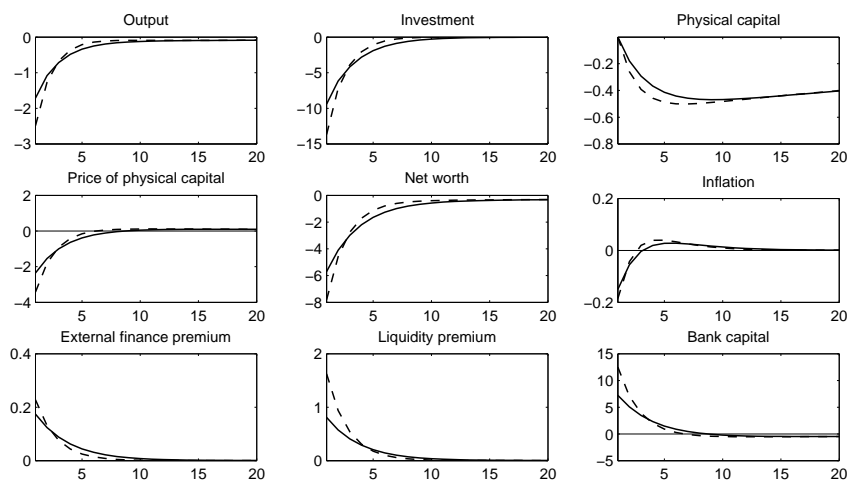 Output Investment Physical capital
0 0
−1 −5 −0.2
−0.4
−2 −10 −0.6
−3 −15 −0.8
5 10 15 20 5 10 15 20 5 10 15 20
Price of physical capital Net worth Inflation
2 0 0.2
0 −2
−4 0
−2 −6
−4 −8 −0.2
5 10 15 20 5 10 15 20 5 10 15 20
External finance premium Liquidity premium Bank capital
0.4 2 15
10
0.2 1 5
0
0 0 −5
5 10 15 20 5 10 15 20 5 10 15 20